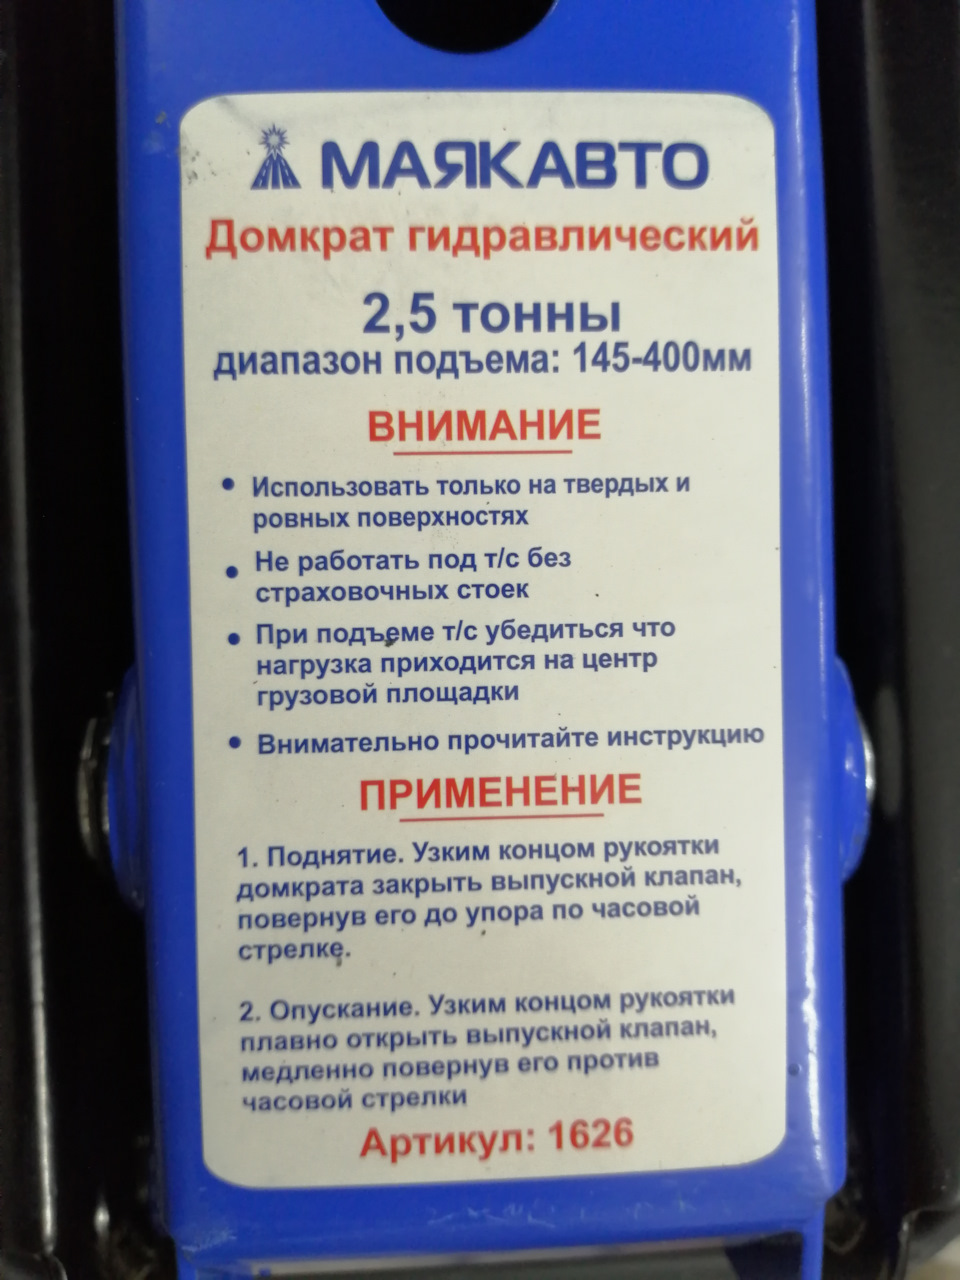 МАЯКАВТО
Домкрат гидравлический
2,5 тонны
диапазон подъема: 145-400мм
ВНИМАНИЕ
• Использовать только на твердых и
ровных поверхностях
• Не работать под т/с без
страховочных стоек
• При подъеме т/с убедиться что
нагрузка приходится на центр
грузовой площадки
• Внимательно прочитайте инструкцию
ПРИМЕНЕНИЕ
1. Поднятие. Узким концом рукоятки
домкрата закрыть выпускной клапан,
повернув его до упора по часовой
стрелке.
2. Опускание. Узким концом рукоятки
плавно открыть выпускной клапан,
медленно повернув его против
часовой стрелки
Артикул: 1626